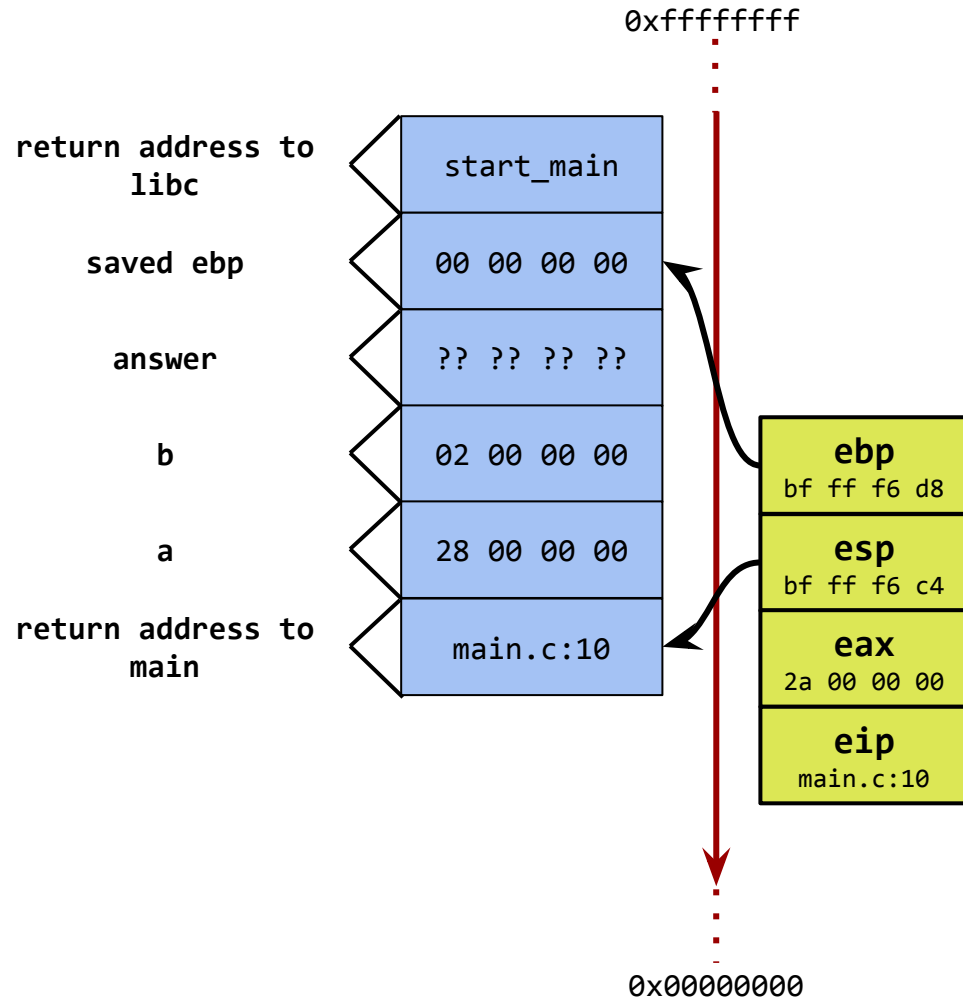 0xffffffff
return address to
libc
start_main
saved ebp
00 00 00 00
answer
?? ?? ?? ??
b
02 00 00 00
a
28 00 00 00
return address to
main
main.c:10
ebp
bf ff f6 d8
esp
bf ff f6 c4
eax
2a 00 00 00
eip
main.c:10
0x00000000